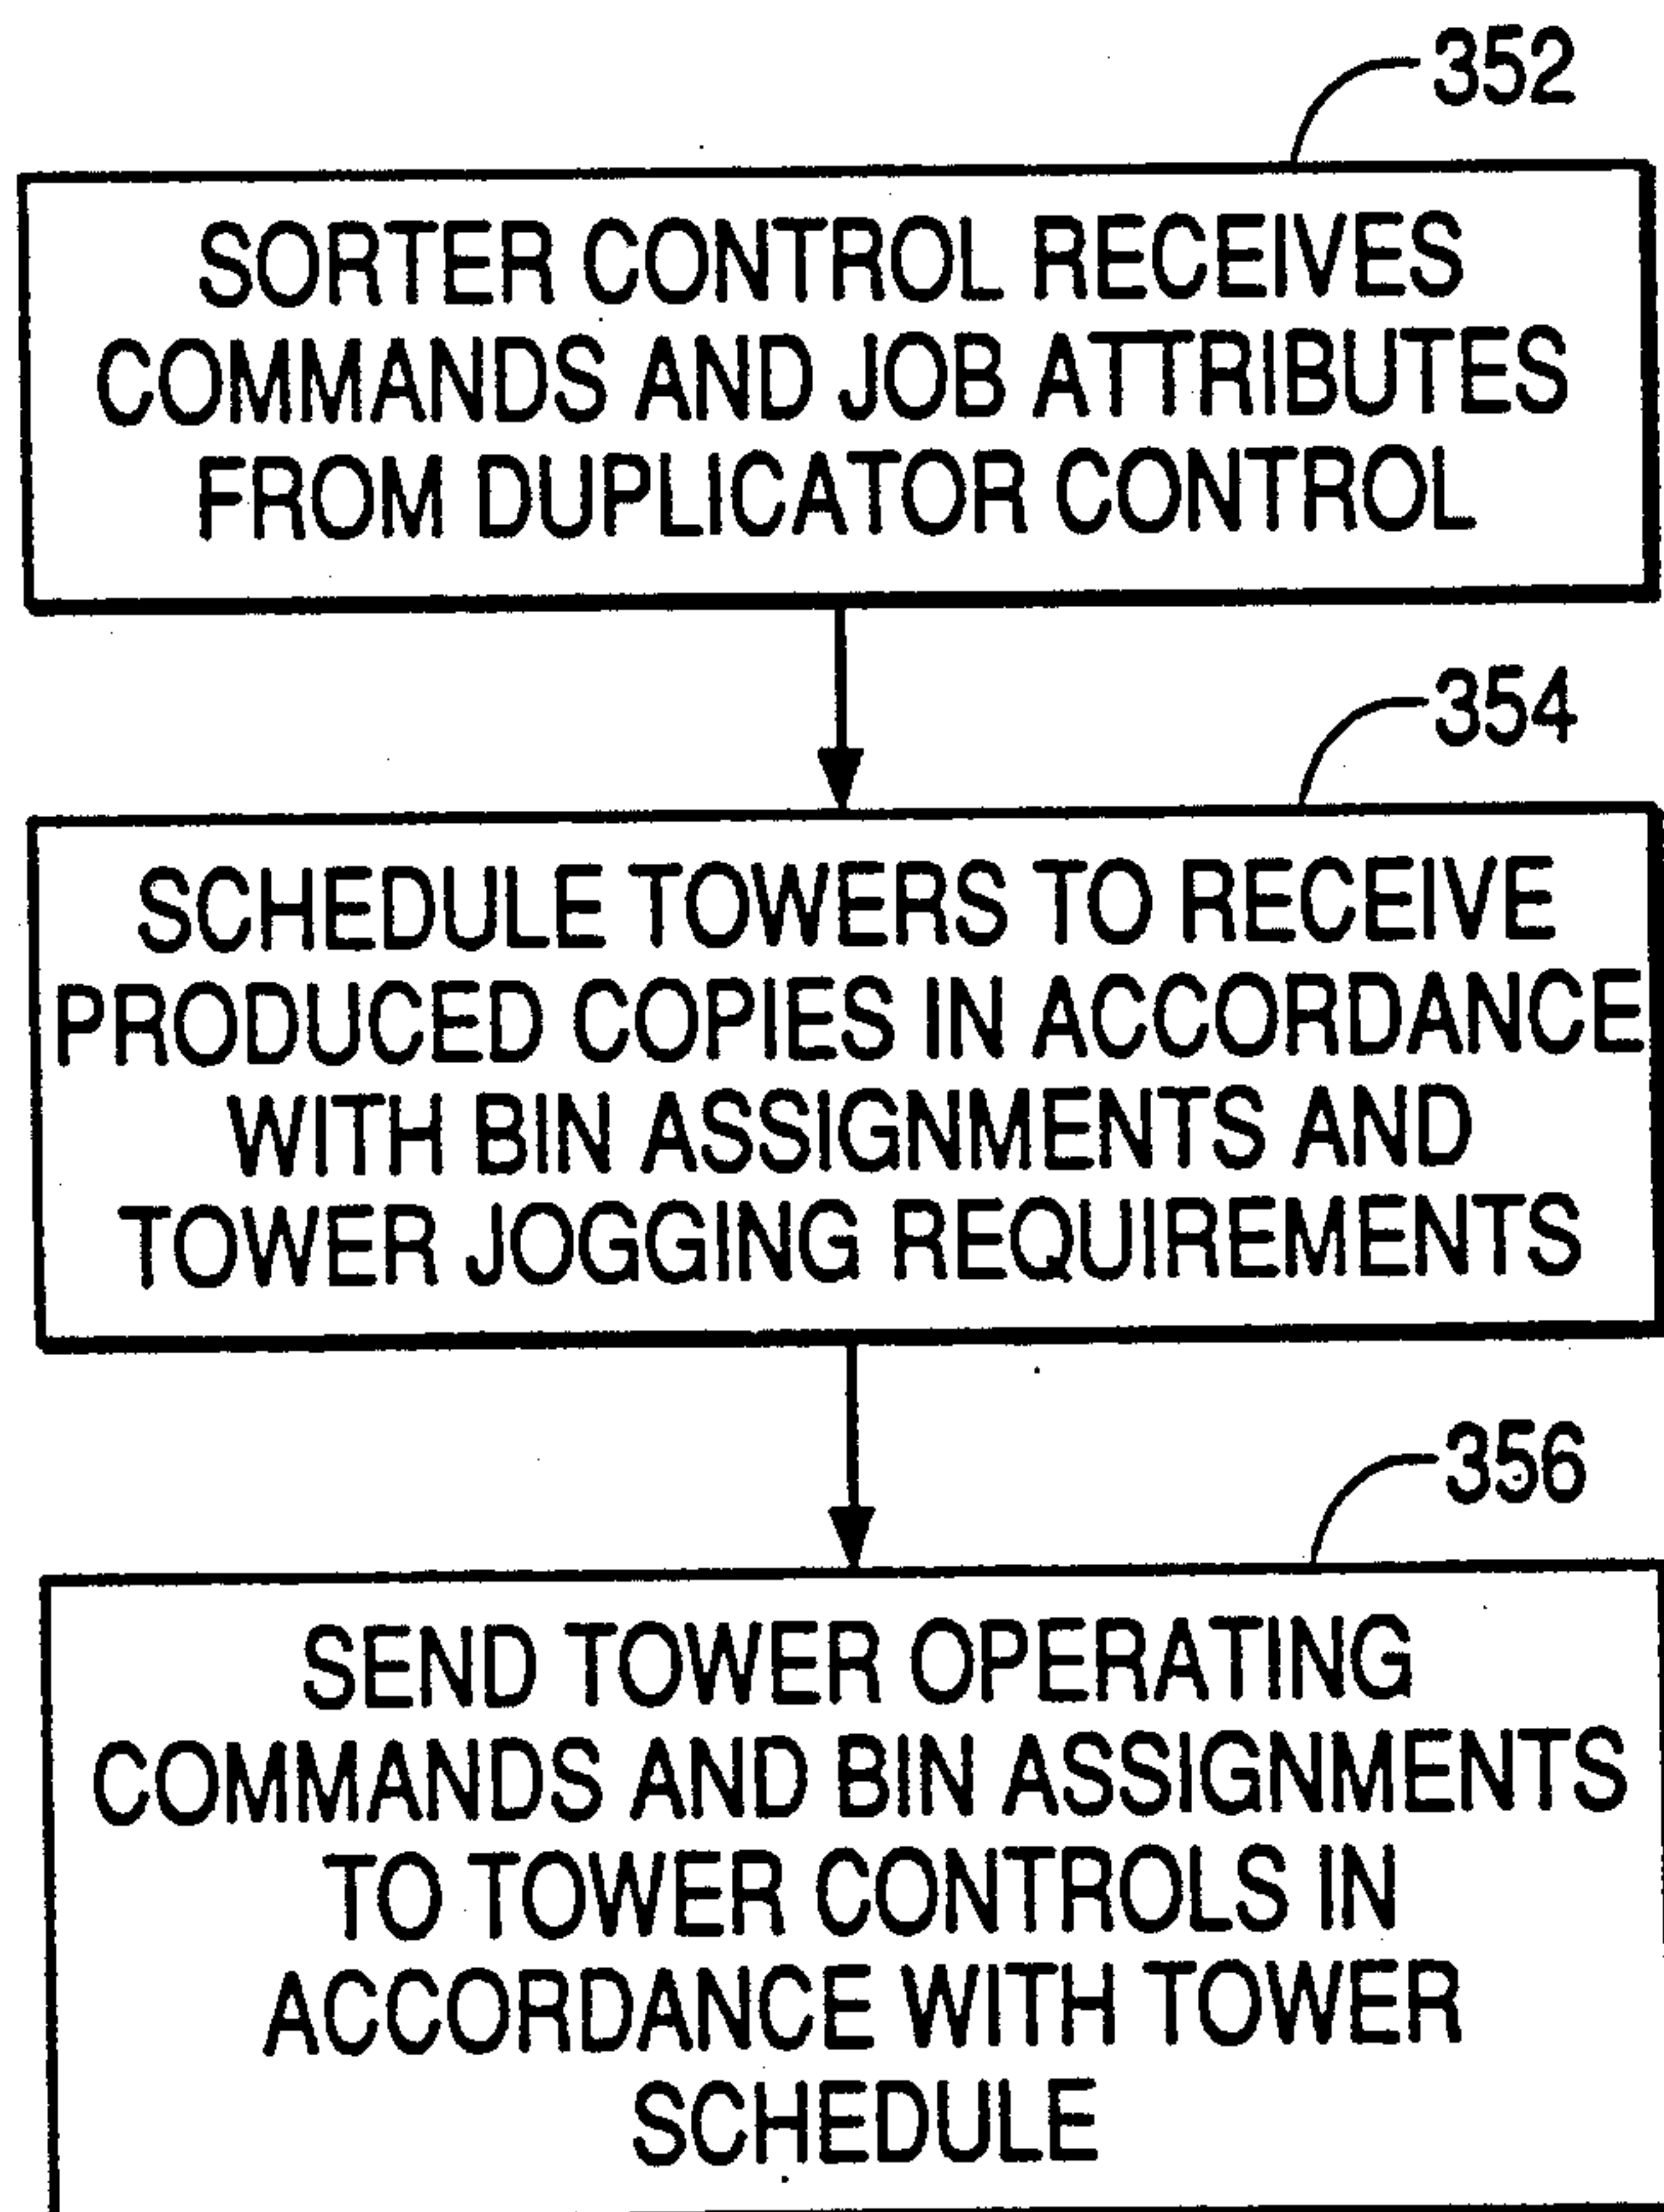 352
SORTER CONTROL RECEIVES
COMMANDS AND JOB ATTRIBUTES
FROM DUPLICATOR CONTROL
354
SCHEDULE TOWERS TO RECEIVE
PRODUCED COPIES IN ACCORDANCE
WITH BIN ASSIGNMENTS AND
TOWER JOGGING REQUIREMENTS
356
SEND TOWER OPERATING
COMMANDS AND BIN ASSIGNMENTS
TO TOWER CONTROLS IN
ACCORDANCE WITH TOWER
SCHEDULE